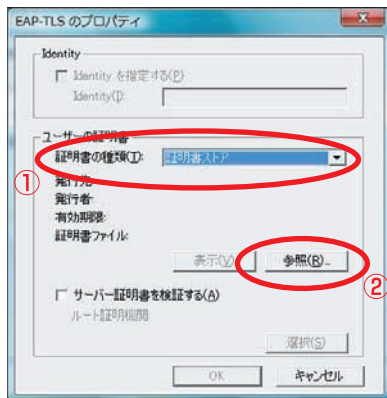 EAP-TLS のプロパティ
Identity
Identity を指定する(P)
Identity(I):
ユーザーの証明書
証明書の種類(T): 証明書ストア
①
発行先:
発行者:
有効期限:
証明書ファイル:
表示(V)... 参照(R)...
②
サーバー証明書を検証する(A)
ルート証明機関:
選択(S)
OK キャンセル